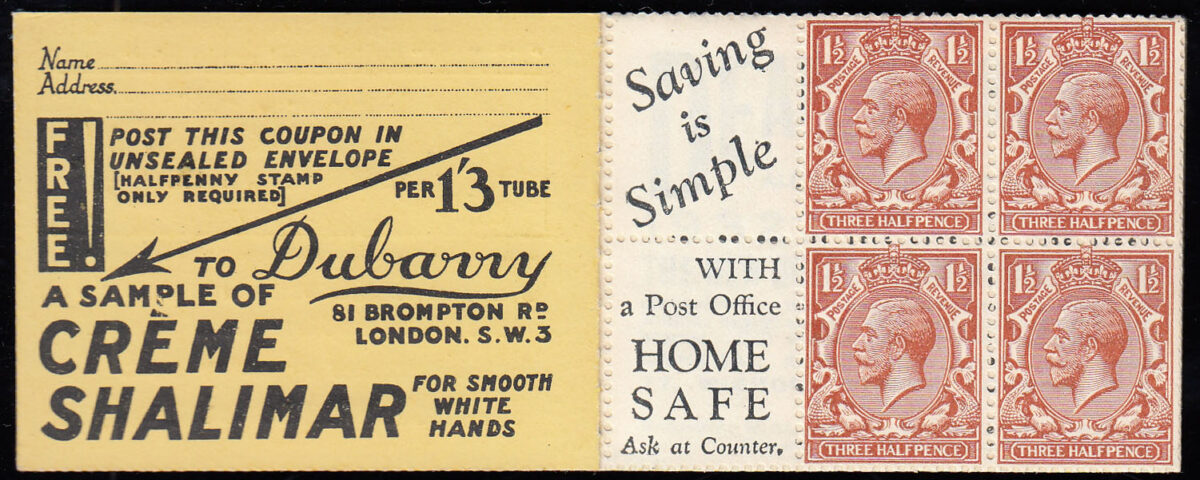 Name
Address.
FREE!
POST THIS COUPON IN
UNSEALED ENVELOPE
[HALFPENNY STAMP
ONLY REQUIRED]
PER 1'3 TUBE
TO Dubarry
A SAMPLE OF
81 BROMPTON RD
LONDON. S.W.3
CRÈME
SHALIMAR
FOR SMOOTH
WHITE
HANDS
Saving
is
Simple
WITH
a Post Office
HOME
SAFE
Ask at Counter.
1½ 1½
POSTAGE REVENUE
THREE HALFPENCE
1½ 1½
POSTAGE REVENUE
THREE HALFPENCE
1½ 1½
POSTAGE REVENUE
THREE HALFPENCE
1½ 1½
POSTAGE REVENUE
THREE HALFPENCE